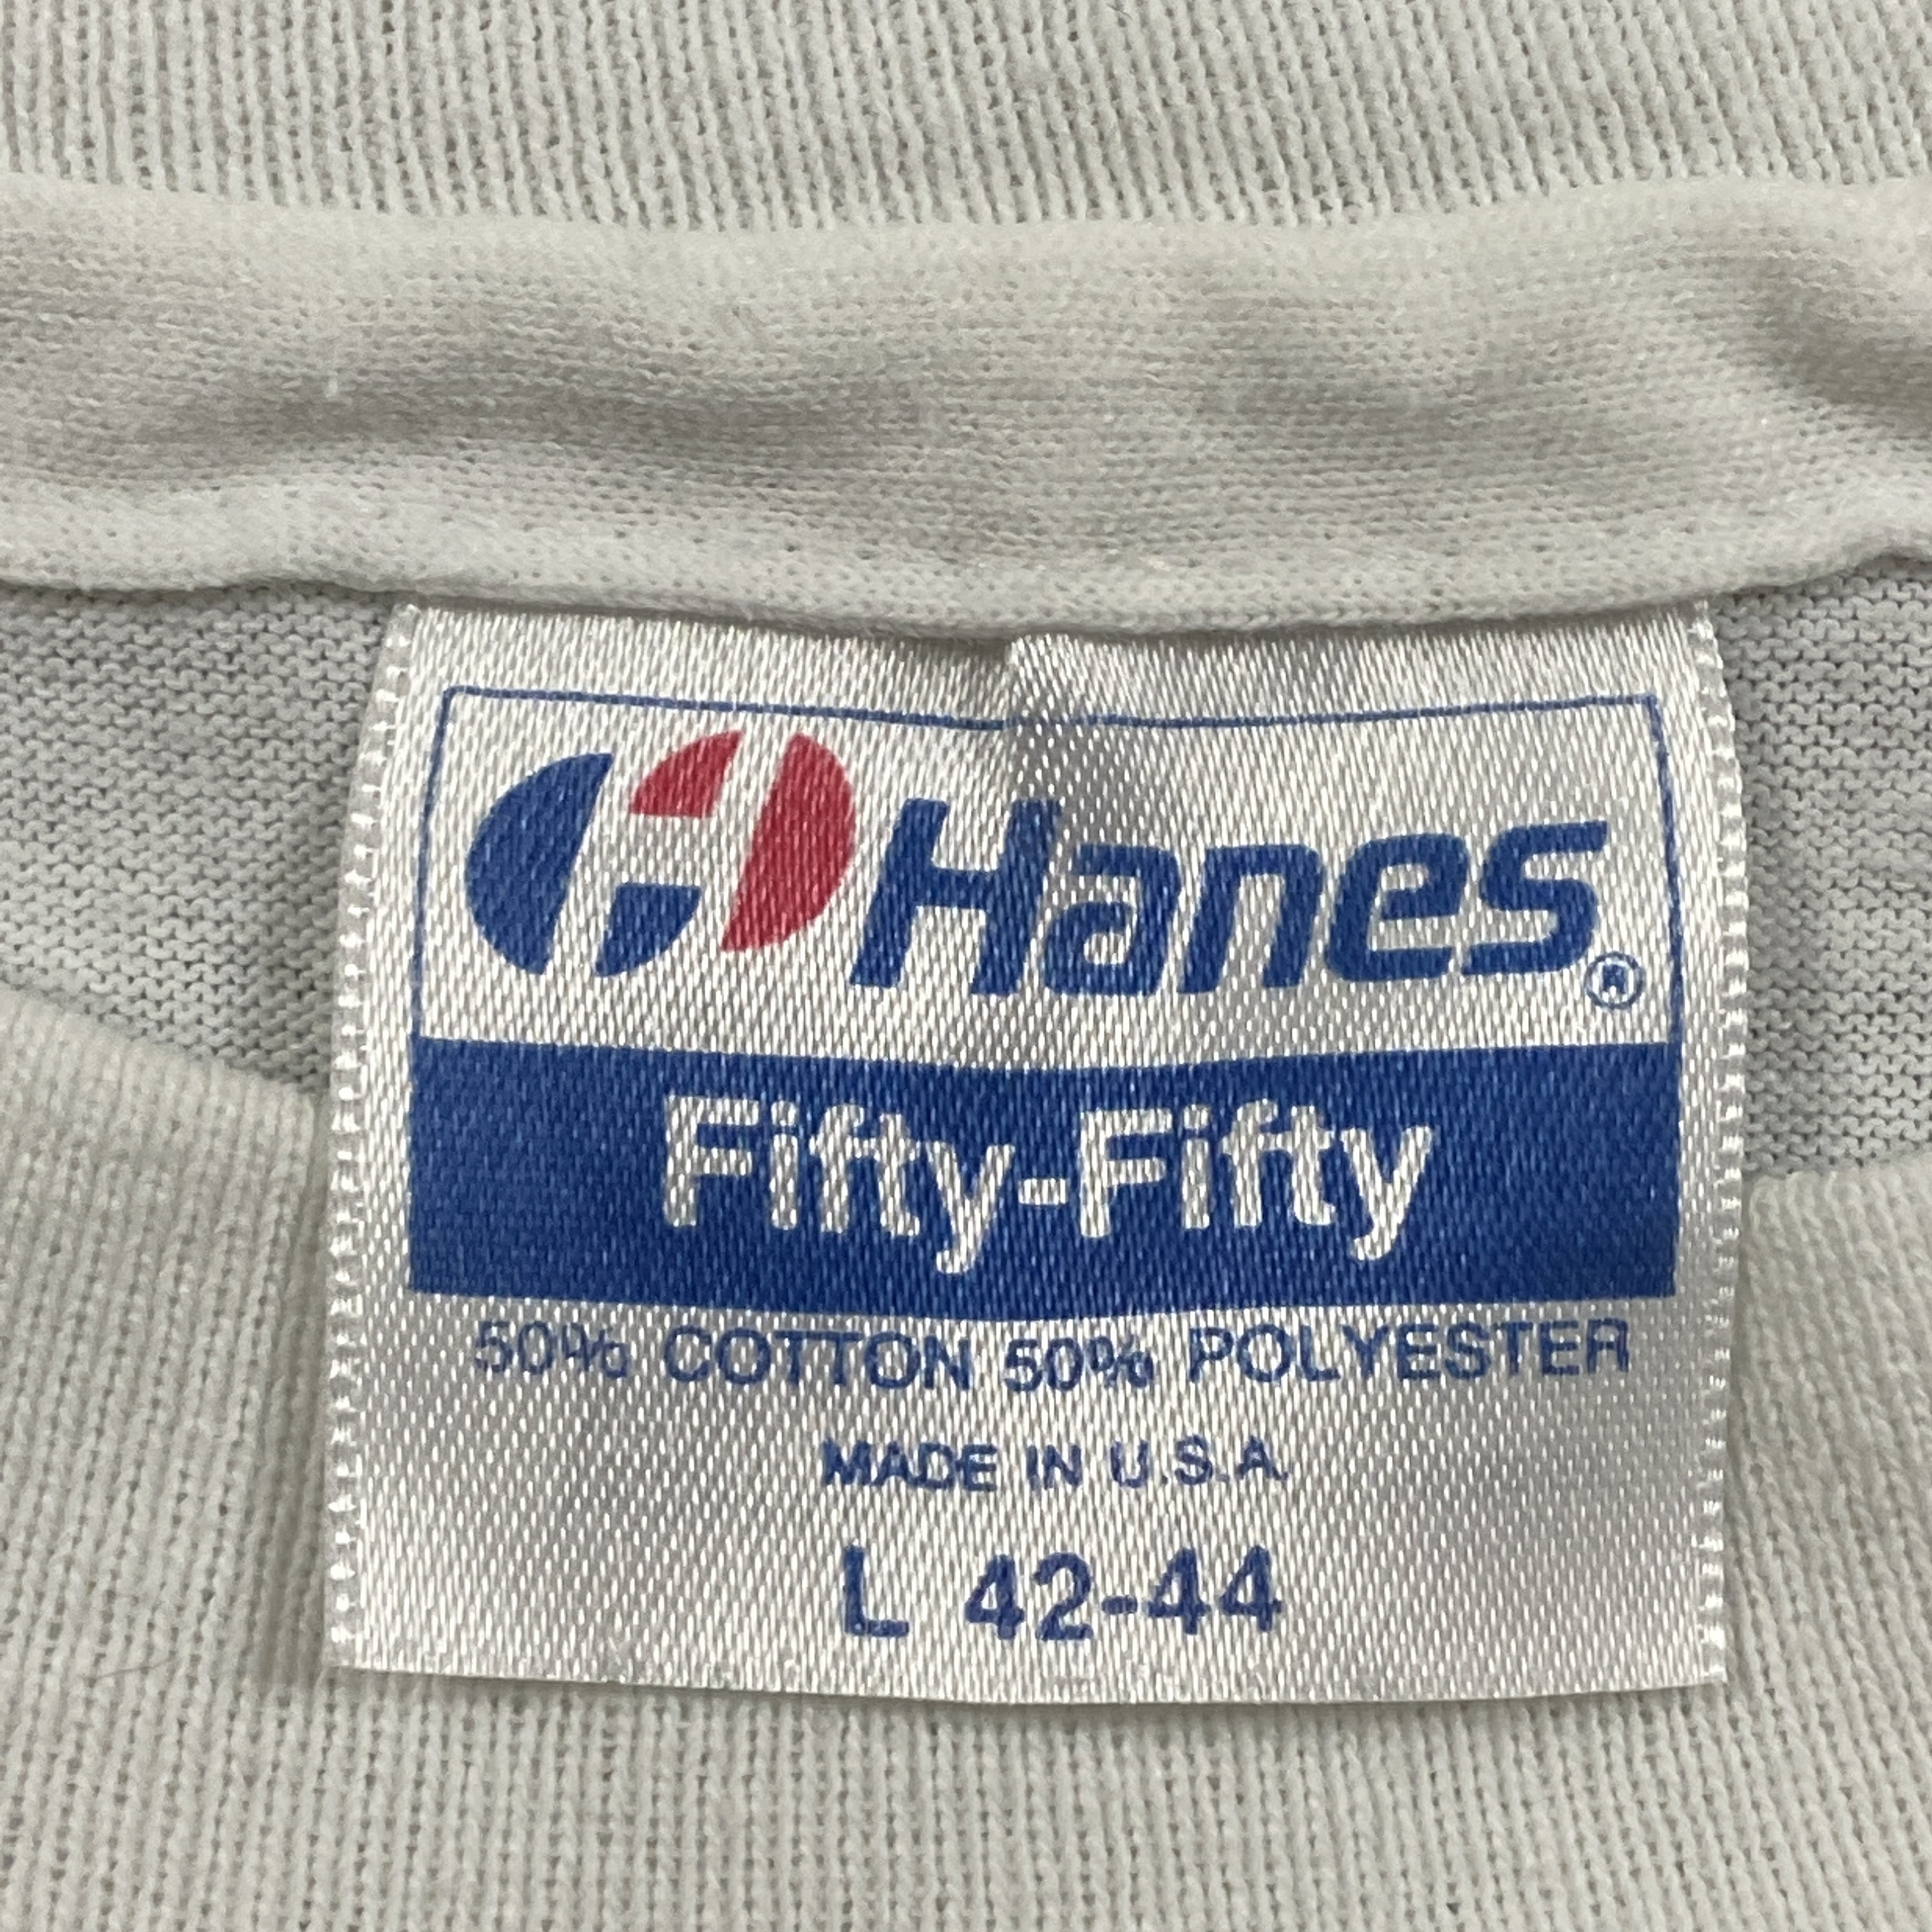 Hanes®
Fifty-Fifty
50% COTTON 50% POLYESTER
MADE IN U.S.A.
L 42-44